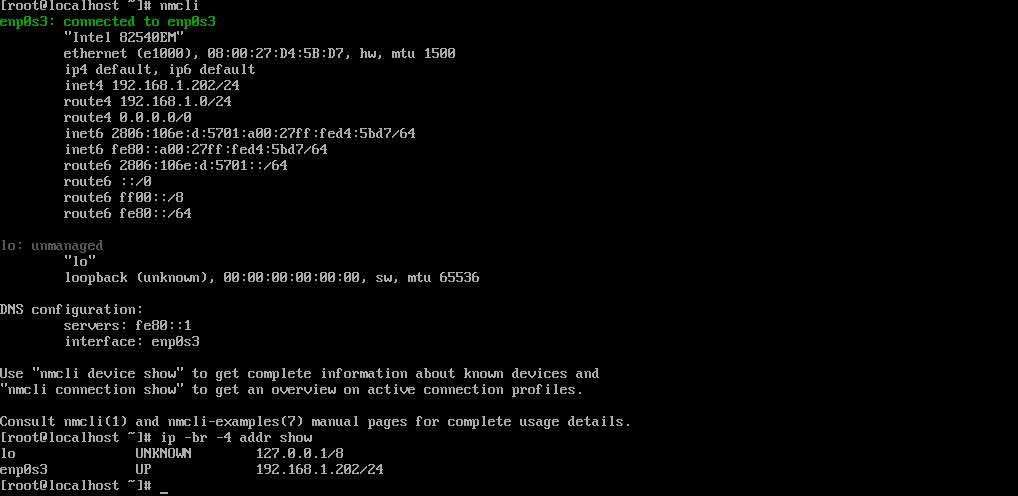 [root@localhost ~]# nmcli
enp0s3: connected to enp0s3
"Intel 82540EM"
ethernet (e1000), 08:00:27:D4:5B:D7, hw, mtu 1500
ip4 default, ip6 default
inet4 192.168.1.202/24
route4 192.168.1.0/24
route4 0.0.0.0/0
inet6 2806:106e:d:5701:a00:27ff:fed4:5bd7/64
inet6 fe80::a00:27ff:fed4:5bd7/64
route6 2806:106e:d:5701::/64
route6 ::/0
route6 ff00::/8
route6 fe80::/64
lo: unmanaged
"lo"
loopback (unknown), 00:00:00:00:00:00, sw, mtu 65536
DNS configuration:
servers: fe80::1
interface: enp0s3
Use "nmcli device show" to get complete information about known devices and
"nmcli connection show" to get an overview on active connection profiles.
Consult nmcli(1) and nmcli-examples(7) manual pages for complete usage details.
[root@localhost ~]# ip -br -4 addr show
lo UNKNOWN 127.0.0.1/8
enp0s3 UP 192.168.1.202/24
[root@localhost ~]# _